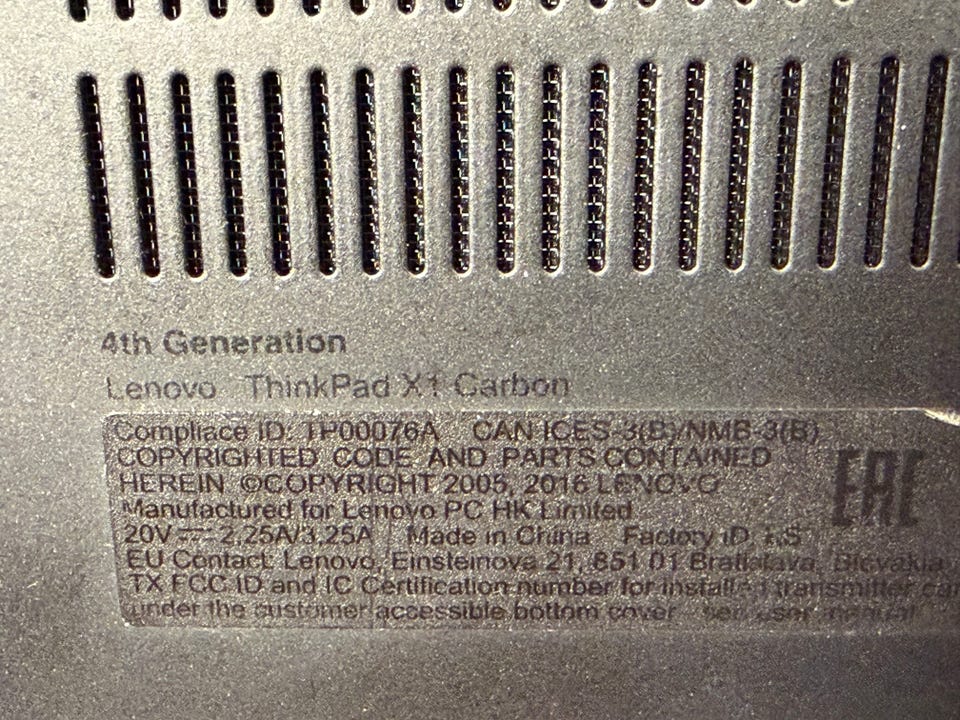 4th Generation
Lenovo ThinkPad X1 Carbon
Compliace ID: TP00076A CAN ICES-3(B)/NMB-3(B)
COPYRIGHTED CODE AND PARTS CONTAINED
HEREIN ©COPYRIGHT 2005, 2016 LENOVO
Manufactured for Lenovo PC HK Limited
20V⎓2.25A/3.25A Made in China Factory ID:
EAC
EU Contact: Lenovo, Einsteinova 21, 851 01 Bratislava, Slovakia
TX FCC ID and IC Certification number for installed transmitter
under the customer accessible bottom cover see user manual